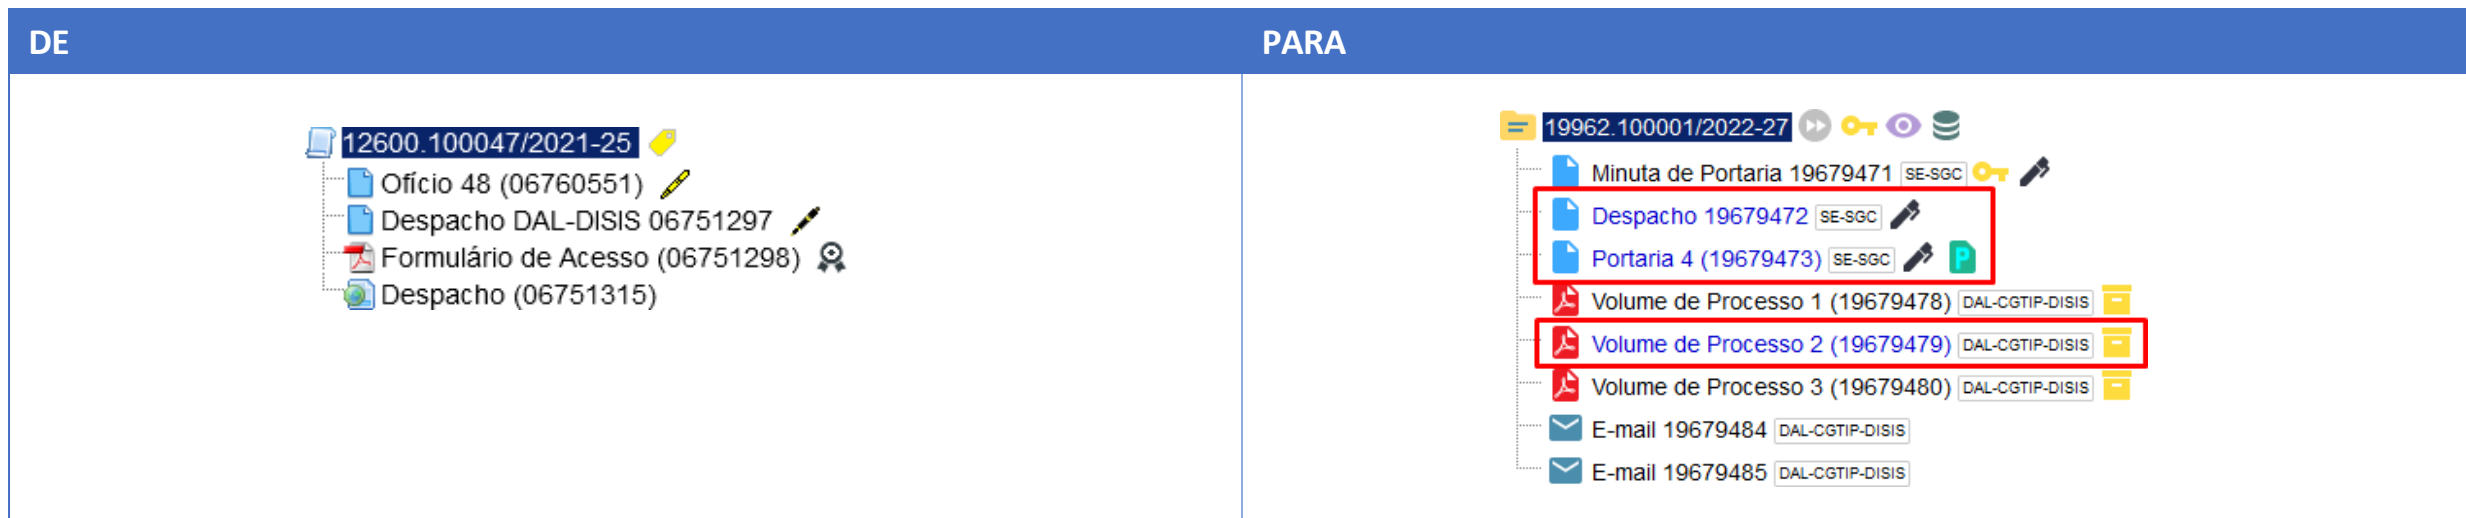 DE
PARA
12600.100047/2021-25
Ofício 48 (06760551)
Despacho DAL-DISIS 06751297
Formulário de Acesso (06751298)
Despacho (06751315)
19962.100001/2022-27
Minuta de Portaria 19679471 SE-SGC
Despacho 19679472 SE-SGC
Portaria 4 (19679473) SE-SGC P
Volume de Processo 1 (19679478) DAL-CGTIP-DISIS
Volume de Processo 2 (19679479) DAL-CGTIP-DISIS
Volume de Processo 3 (19679480) DAL-CGTIP-DISIS
E-mail 19679484 DAL-CGTIP-DISIS
E-mail 19679485 DAL-CGTIP-DISIS